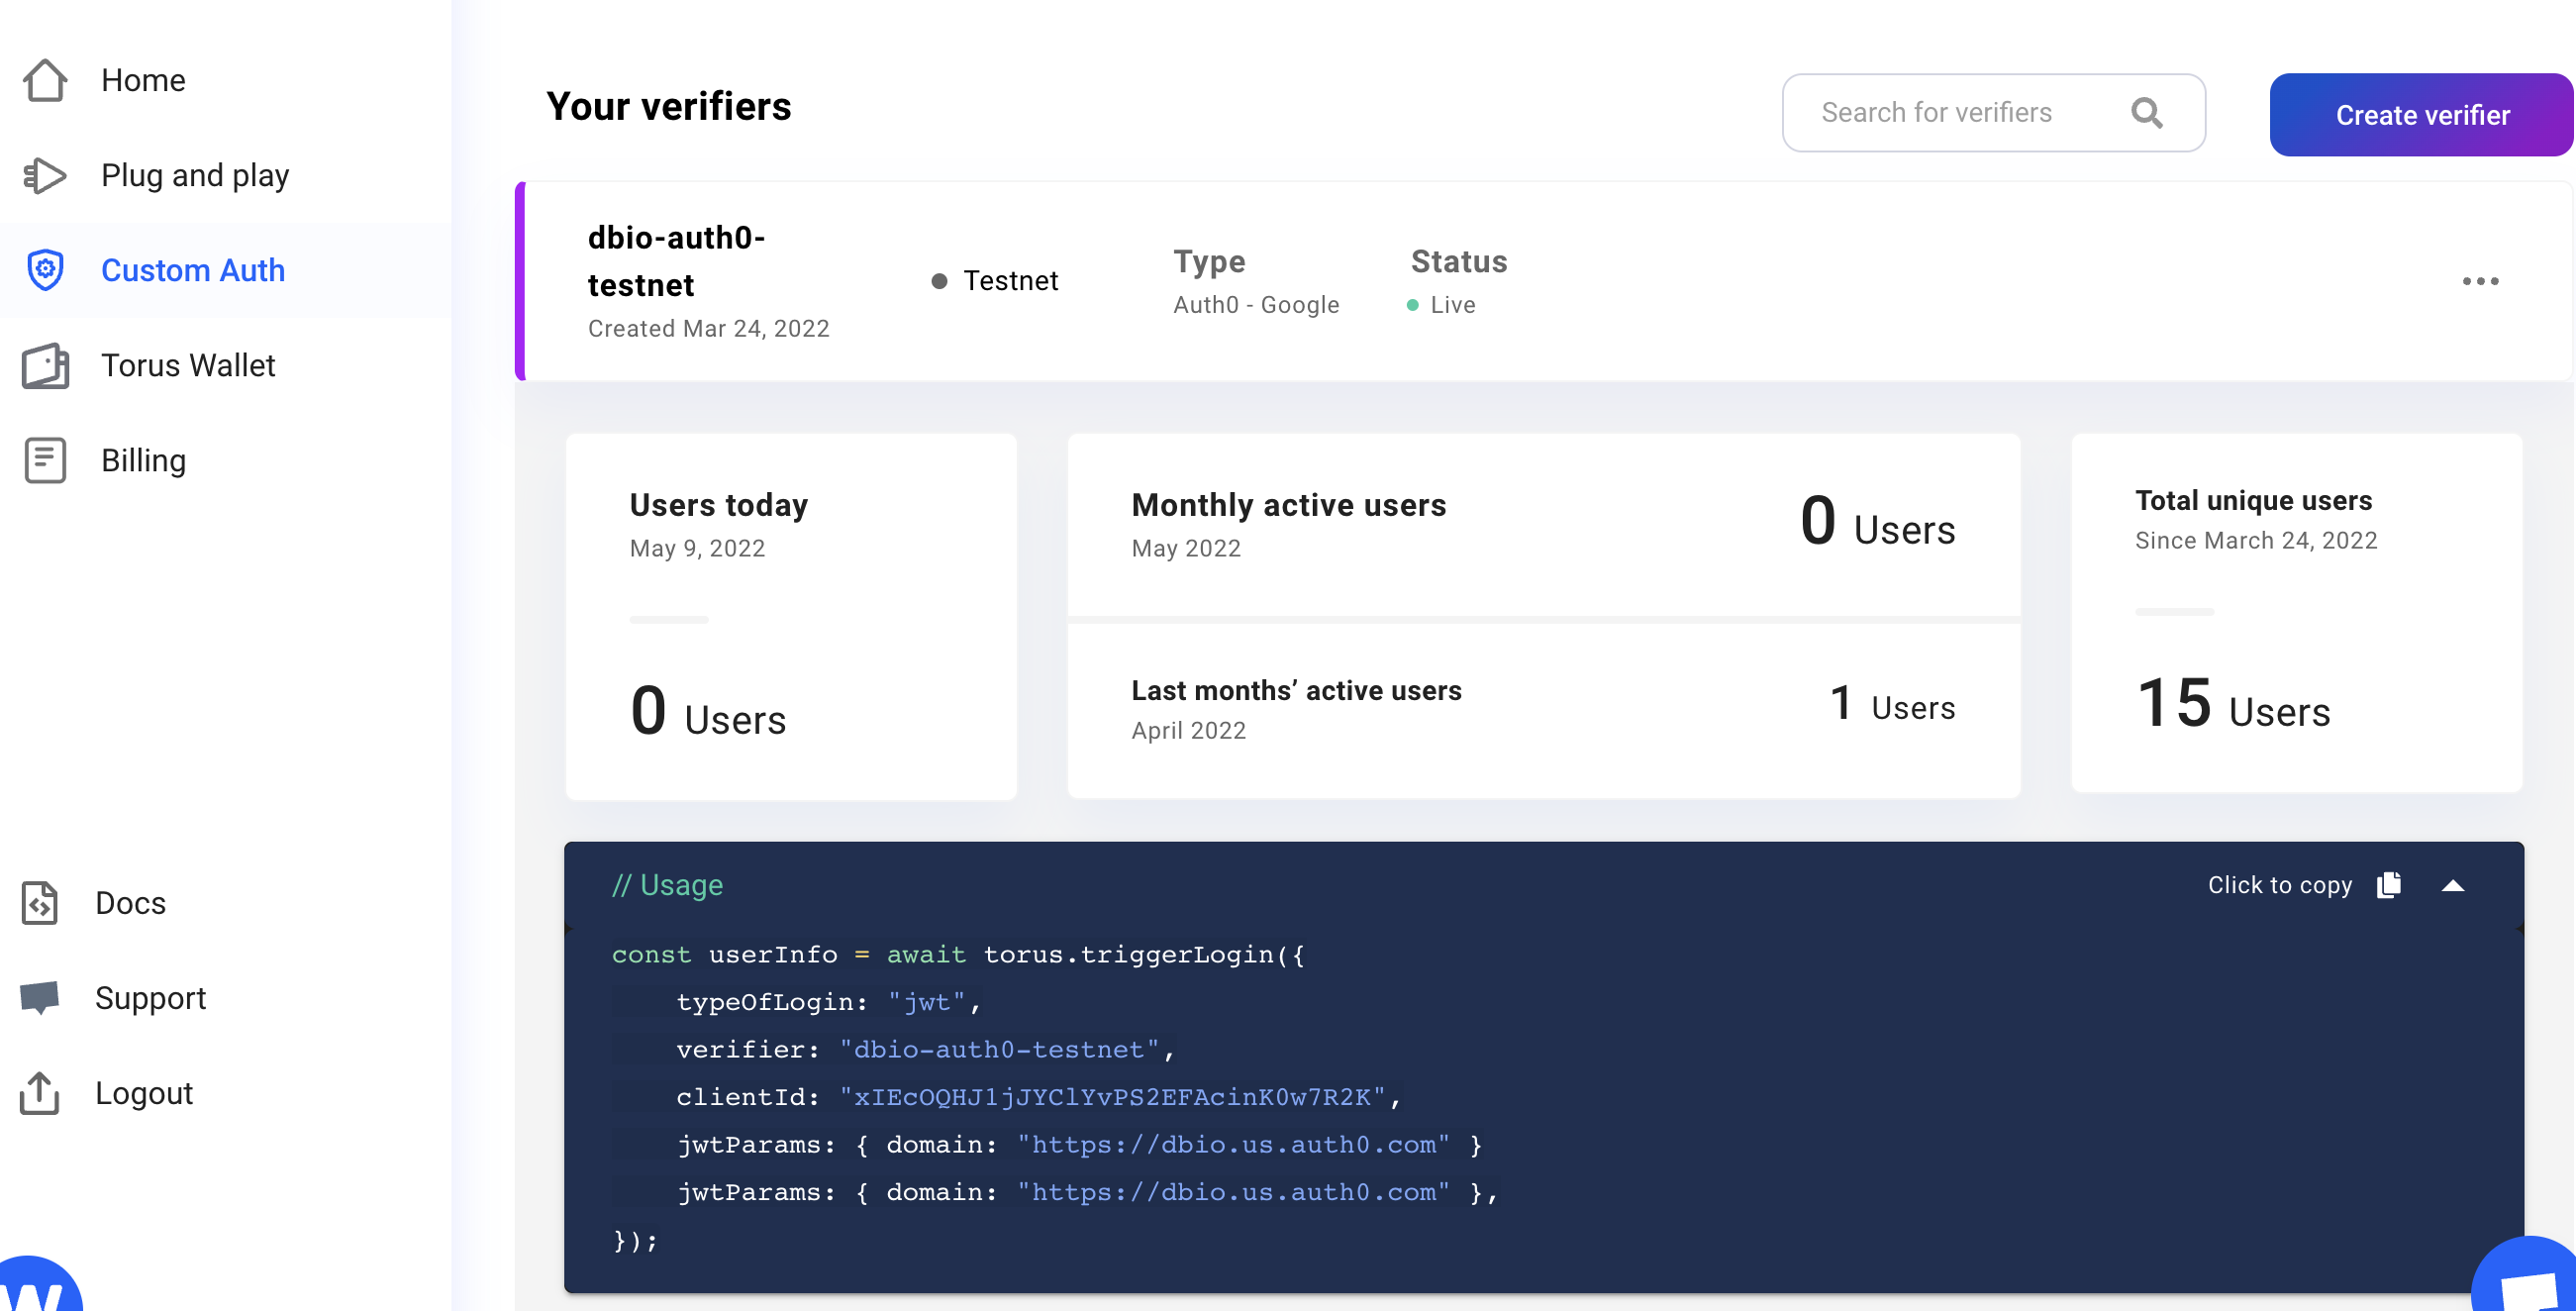 Home
Plug and play
Custom Auth
Torus Wallet
Billing
Docs
Support
Logout
W
Your verifiers
Search for verifiers
Create verifier
dbio-auth0-
testnet
Created Mar 24, 2022
Testnet
Type
Auth0 - Google
Status
Live
Users today
May 9, 2022
0 Users
Monthly active users
May 2022
0 Users
Last months’ active users
April 2022
1 Users
Total unique users
Since March 24, 2022
15 Users
// Usage
Click to copy
const userInfo = await torus.triggerLogin({
typeOfLogin: "jwt",
verifier: "dbio-auth0-testnet",
clientId: "xIEcOQHJ1jJYClYvPS2EFAcinK0w7R2K",
jwtParams: { domain: "https://dbio.us.auth0.com" }
jwtParams: { domain: "https://dbio.us.auth0.com" },
});